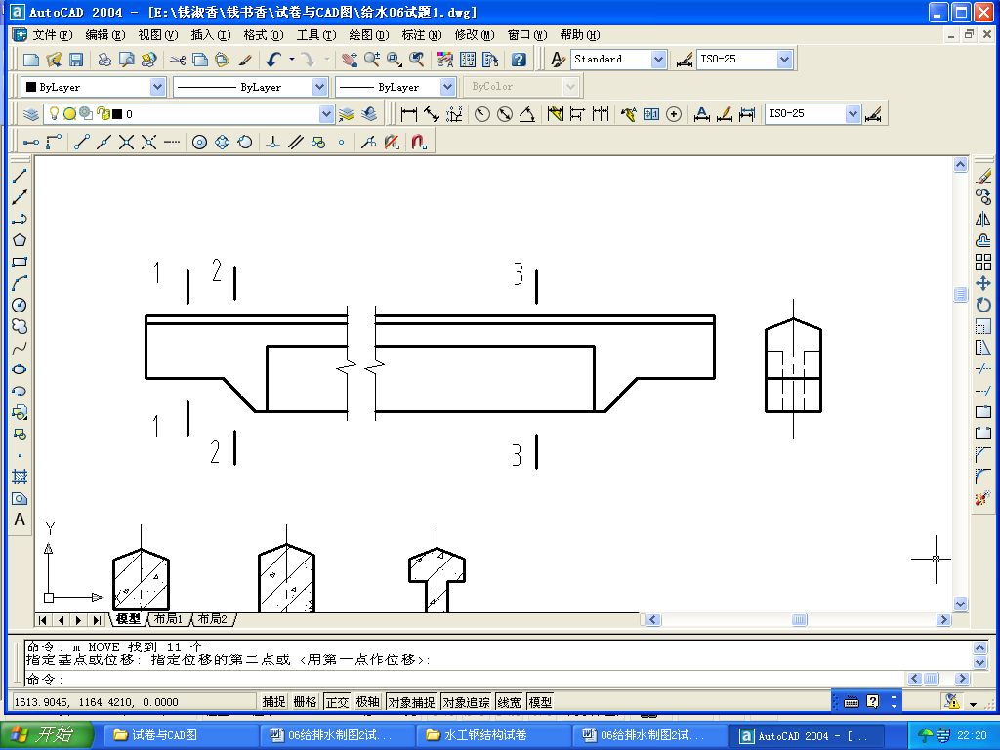 AutoCAD 2004 - [E:\钱淑香\钱书香\试卷与CAD图\给水06试题1.dwg]
文件(F) 编辑(E) 视图(V) 插入(I) 格式(O) 工具(T) 绘图(D) 标注(N) 修改(M) 窗口(W) 帮助(H)
Standard ISO-25
ByLayer ByLayer ByLayer ByColor
0 ISO-25
1 2 3
1 2 3
Y
A
模型 布局1 布局2
命令: m MOVE 找到 11 个
指定基点或位移: 指定位移的第二点或 <用第一点作位移>:
命令:
1613.9045, 1164.4210, 0.0000 捕捉 栅格 正交 极轴 对象捕捉 对象追踪 线宽 模型
开始 试卷与CAD图 06给排水制图2试... 水工钢结构试卷 06给排水制图2试... AutoCAD 2004 - [... 22:20